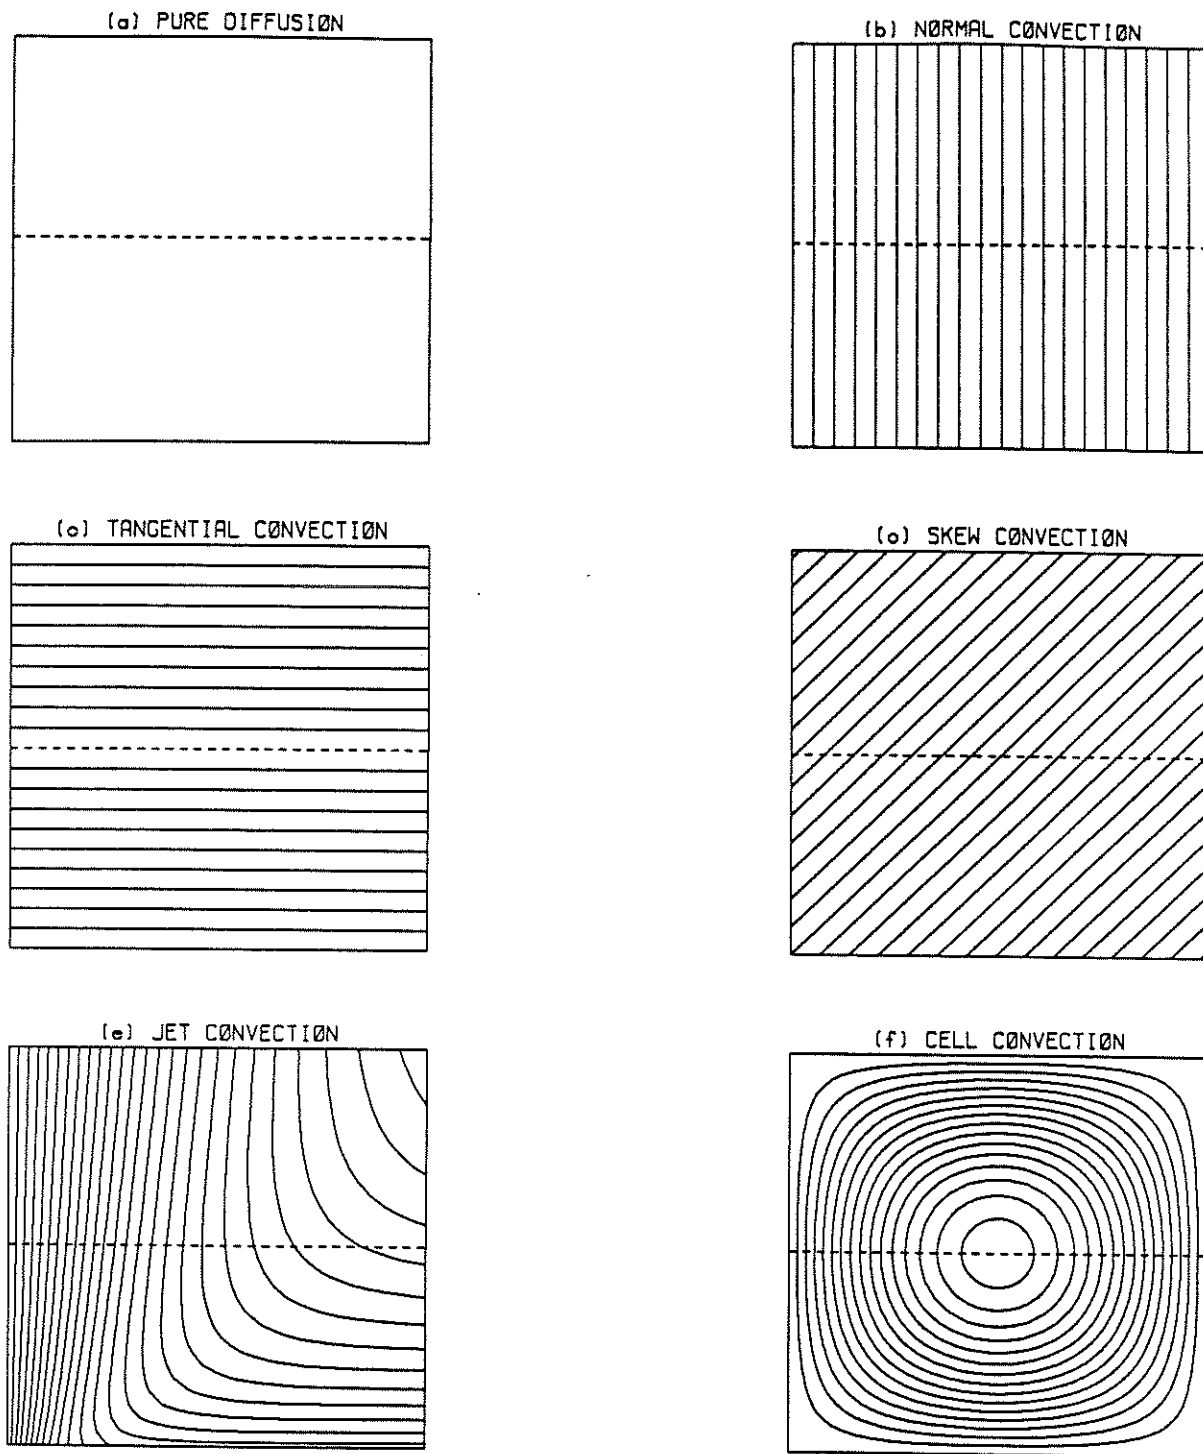 (a) PURE DIFFUSIØN
(b) NØRMAL CØNVECTIØN
(c) TANGENTIAL CØNVECTIØN
(o) SKEW CØNVECTIØN
(e) JET CØNVECTIØN
(f) CELL CØNVECTIØN